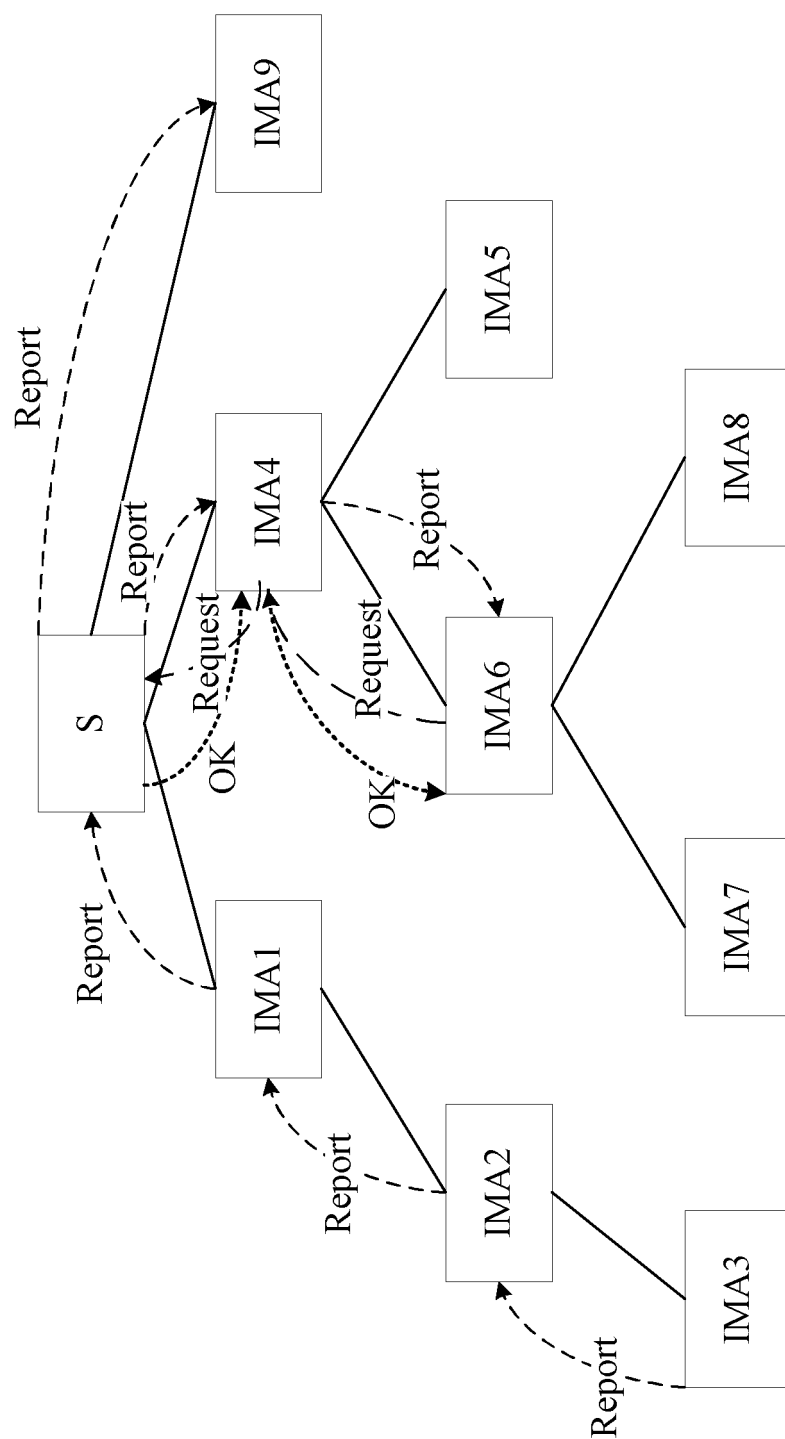 Report
Report
S
Report
Request
OK
IMA1
IMA4
IMA9
Report
Report
Request
OK
IMA2
IMA6
IMA5
Report
IMA3
IMA7
IMA8